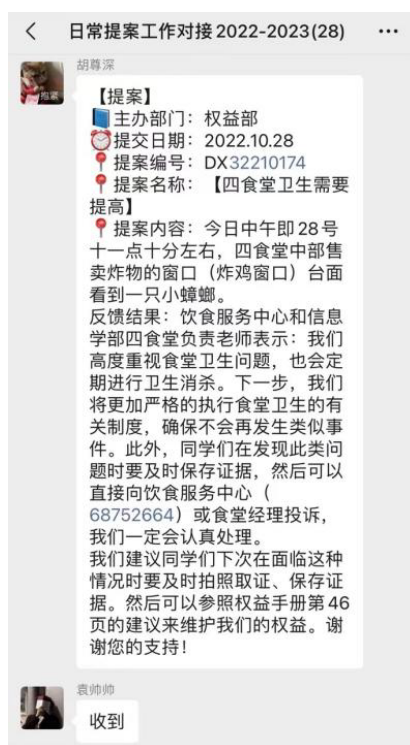 日常提案工作对接2022-2023(28)
胡尊深
【提案】
主办部门：权益部
提交日期：2022.10.28
提案编号：DX32210174
提案名称：【四食堂卫生需要
提高】
提案内容：今日中午即28号
十一点十分左右，四食堂中部售
卖炸物的窗口（炸鸡窗口）台面
看到一只小蟑螂。
反馈结果：饮食服务中心和信息
学部四食堂负责老师表示：我们
高度重视食堂卫生问题，也会定
期进行卫生消杀。下一步，我们
将更加严格的执行食堂卫生的有
关制度，确保不会再发生类似事
件。此外，同学们在发现此类问
题时要及时保存证据，然后可以
直接向饮食服务中心（
68752664）或食堂经理投诉，
我们一定会认真处理。
我们建议同学们下次在面临这种
情况时要及时拍照取证、保存证
据。然后可以参照权益手册第46
页的建议来维护我们的权益。谢
谢您的支持！
袁帅帅
收到